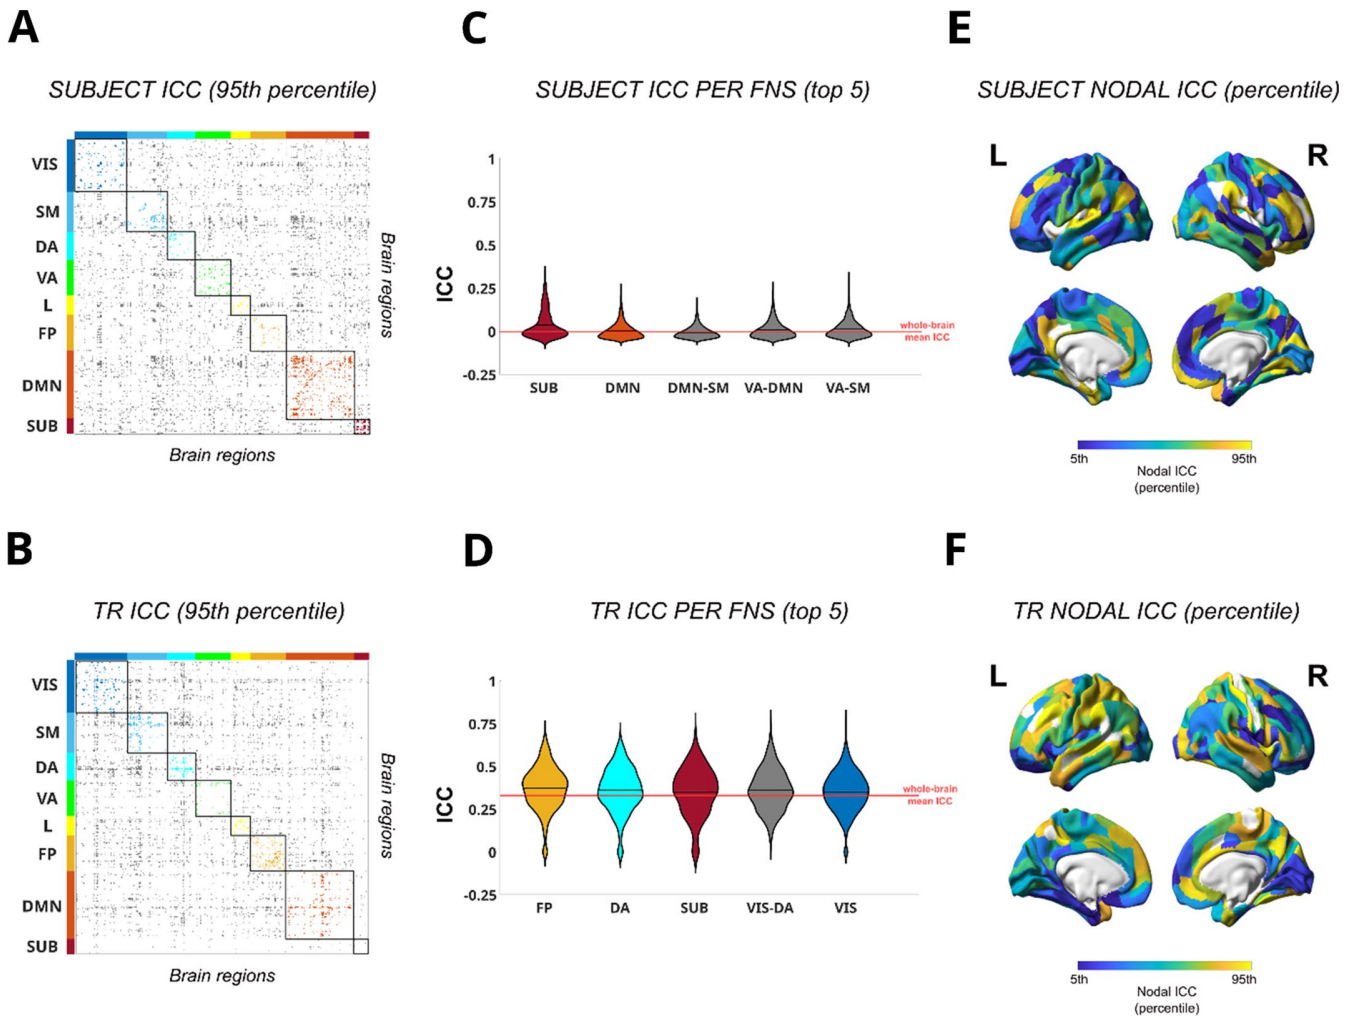 A
SUBJECT ICC (95th percentile)
VIS
SM
DA
VA
L
FP
DMN
SUB
Brain regions
Brain regions
C
SUBJECT ICC PER FNS (top 5)
ICC
1
0.75
0.5
0.25
0
-0.25
whole-brain
mean ICC
SUB DMN DMN-SM VA-DMN VA-SM
E
SUBJECT NODAL ICC (percentile)
L R
5th 95th
Nodal ICC
(percentile)
B
TR ICC (95th percentile)
VIS
SM
DA
VA
L
FP
DMN
SUB
Brain regions
Brain regions
D
TR ICC PER FNS (top 5)
ICC
1
0.75
0.5
0.25
0
-0.25
whole-brain
mean ICC
FP DA SUB VIS-DA VIS
F
TR NODAL ICC (percentile)
L R
5th 95th
Nodal ICC
(percentile)